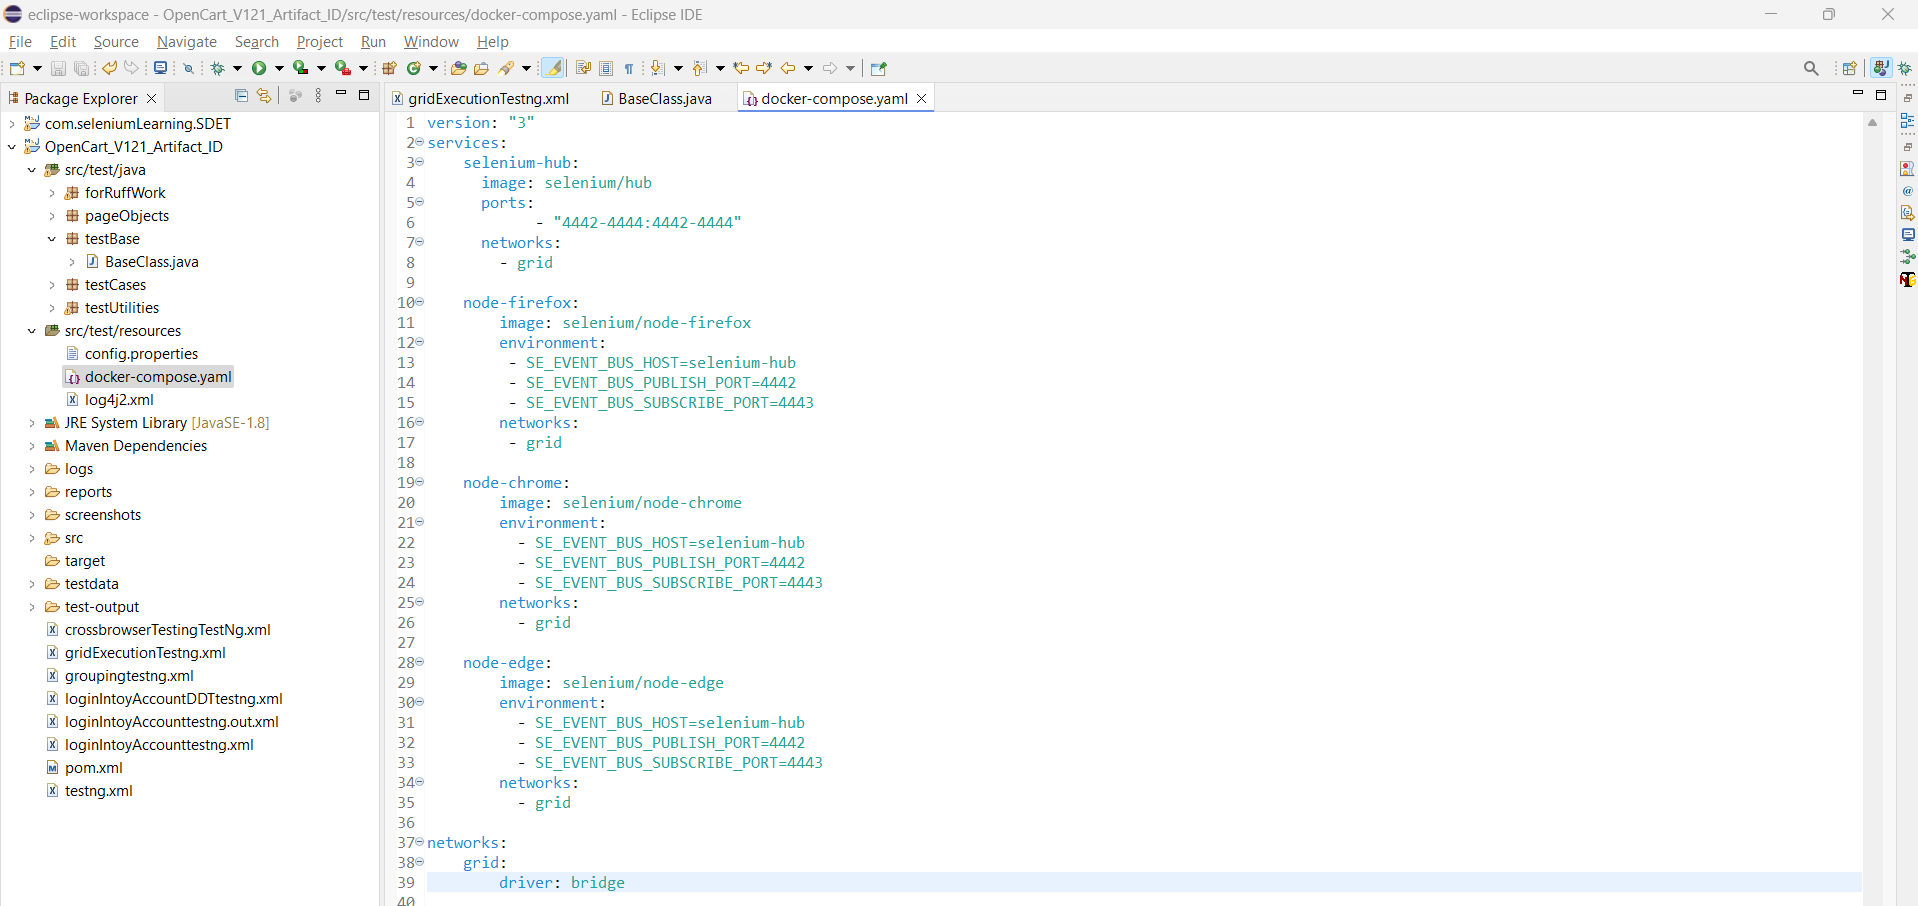 eclipse-workspace - OpenCart_V121_Artifact_ID/src/test/resources/docker-compose.yaml - Eclipse IDE
File Edit Source Navigate Search Project Run Window Help
Package Explorer
com.seleniumLearning.SDET
OpenCart_V121_Artifact_ID
src/test/java
forRuffWork
pageObjects
testBase
BaseClass.java
testCases
testUtilities
src/test/resources
config.properties
docker-compose.yaml
log4j2.xml
JRE System Library [JavaSE-1.8]
Maven Dependencies
logs
reports
screenshots
src
target
testdata
test-output
crossbrowserTestingTestNg.xml
gridExecutionTestng.xml
groupingtestng.xml
loginIntoyAccountDDTtestng.xml
loginIntoyAccounttestng.out.xml
loginIntoyAccounttestng.xml
pom.xml
testng.xml
gridExecutionTestng.xml BaseClass.java docker-compose.yaml
1 version: "3"
2 services:
3 selenium-hub:
4 image: selenium/hub
5 ports:
6 - "4442-4444:4442-4444"
7 networks:
8 - grid
9
10 node-firefox:
11 image: selenium/node-firefox
12 environment:
13 - SE_EVENT_BUS_HOST=selenium-hub
14 - SE_EVENT_BUS_PUBLISH_PORT=4442
15 - SE_EVENT_BUS_SUBSCRIBE_PORT=4443
16 networks:
17 - grid
18
19 node-chrome:
20 image: selenium/node-chrome
21 environment:
22 - SE_EVENT_BUS_HOST=selenium-hub
23 - SE_EVENT_BUS_PUBLISH_PORT=4442
24 - SE_EVENT_BUS_SUBSCRIBE_PORT=4443
25 networks:
26 - grid
27
28 node-edge:
29 image: selenium/node-edge
30 environment:
31 - SE_EVENT_BUS_HOST=selenium-hub
32 - SE_EVENT_BUS_PUBLISH_PORT=4442
33 - SE_EVENT_BUS_SUBSCRIBE_PORT=4443
34 networks:
35 - grid
36
37 networks:
38 grid:
39 driver: bridge
40